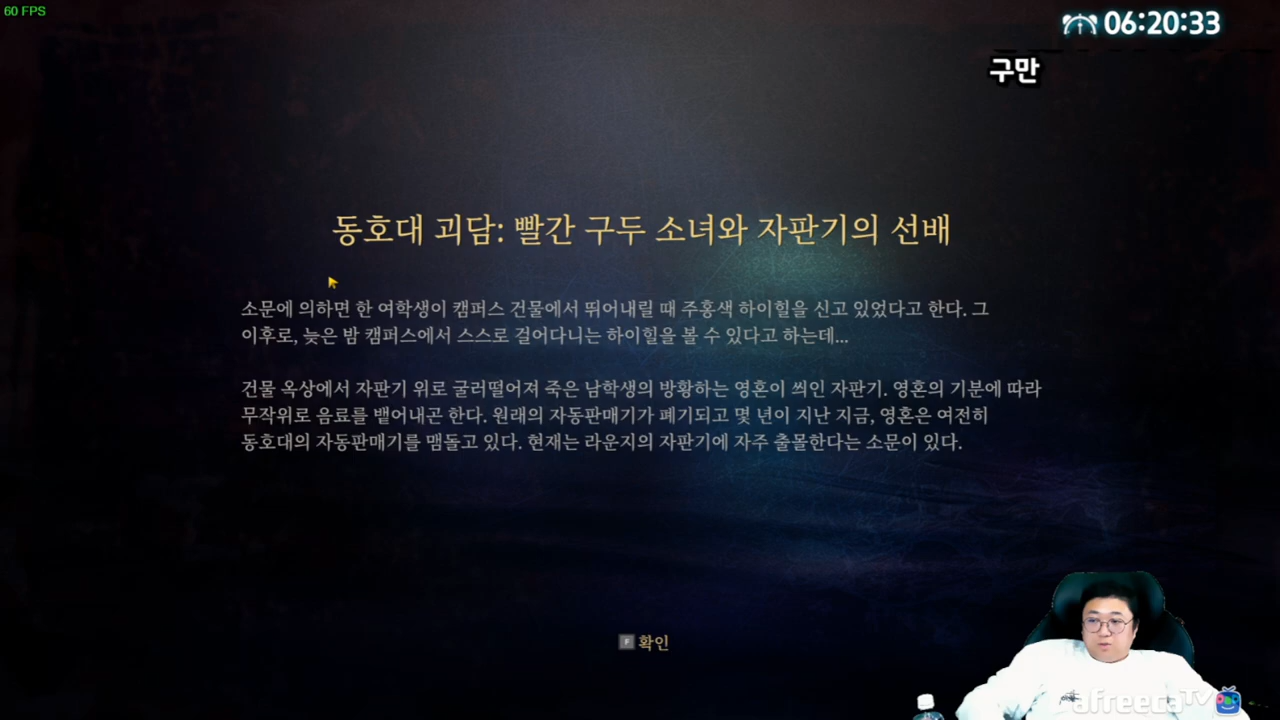 60 FPS
06:20:33
구만
동호대 괴담: 빨간 구두 소녀와 자판기의 선배
소문에 의하면 한 여학생이 캠퍼스 건물에서 뛰어내릴 때 주홍색 하이힐을 신고 있었다고 한다. 그
이후로, 늦은 밤 캠퍼스에서 스스로 걸어다니는 하이힐을 볼 수 있다고 하는데...
건물 옥상에서 자판기 위로 굴러떨어져 죽은 남학생의 방황하는 영혼이 씌인 자판기. 영혼의 기분에 따라
무작위로 음료를 뱉어내곤 한다. 원래의 자동판매기가 폐기되고 몇 년이 지난 지금, 영혼은 여전히
동호대의 자동판매기를 맴돌고 있다. 현재는 라운지의 자판기에 자주 출몰한다는 소문이 있다.
F 확인
afreecaTV